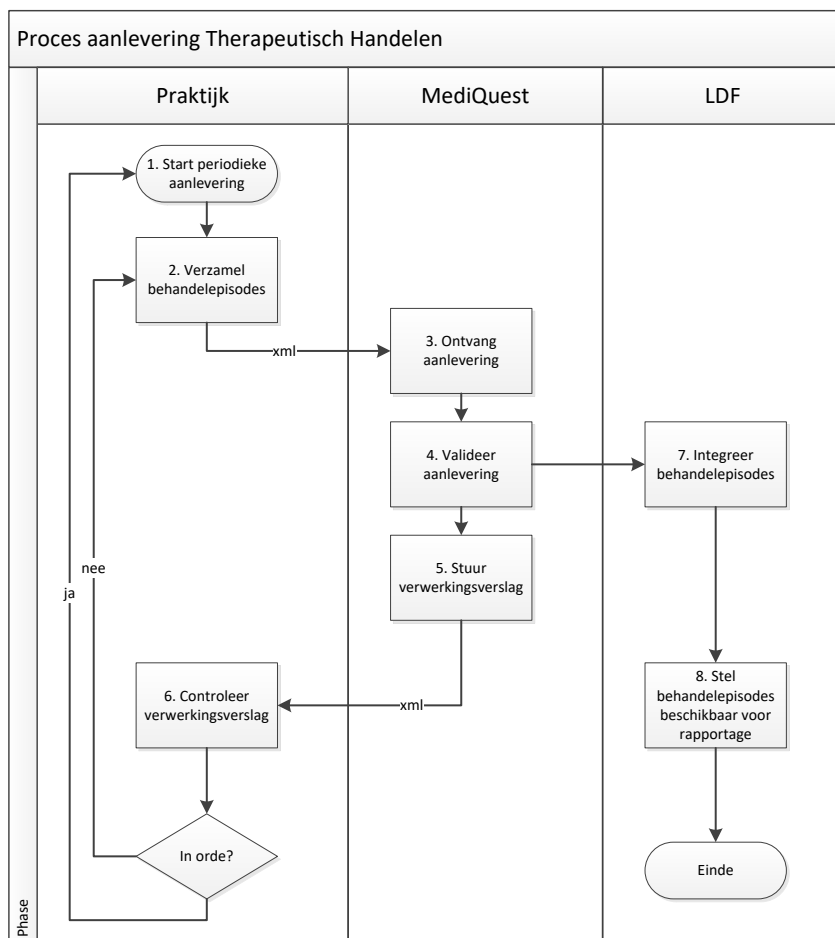 Proces aanlevering Therapeutisch Handelen
Praktijk
MediQuest
LDF
1. Start periodieke
aanlevering
2. Verzamel
behandelepisodes
xml
3. Ontvang
aanlevering
4. Valideer
aanlevering
7. Integreer
behandelepisodes
5. Stuur
verwerkingsverslag
nee
ja
6. Controleer
verwerkingsverslag
xml
8. Stel
behandelepisodes
beschikbaar voor
rapportage
In orde?
Einde
Phase